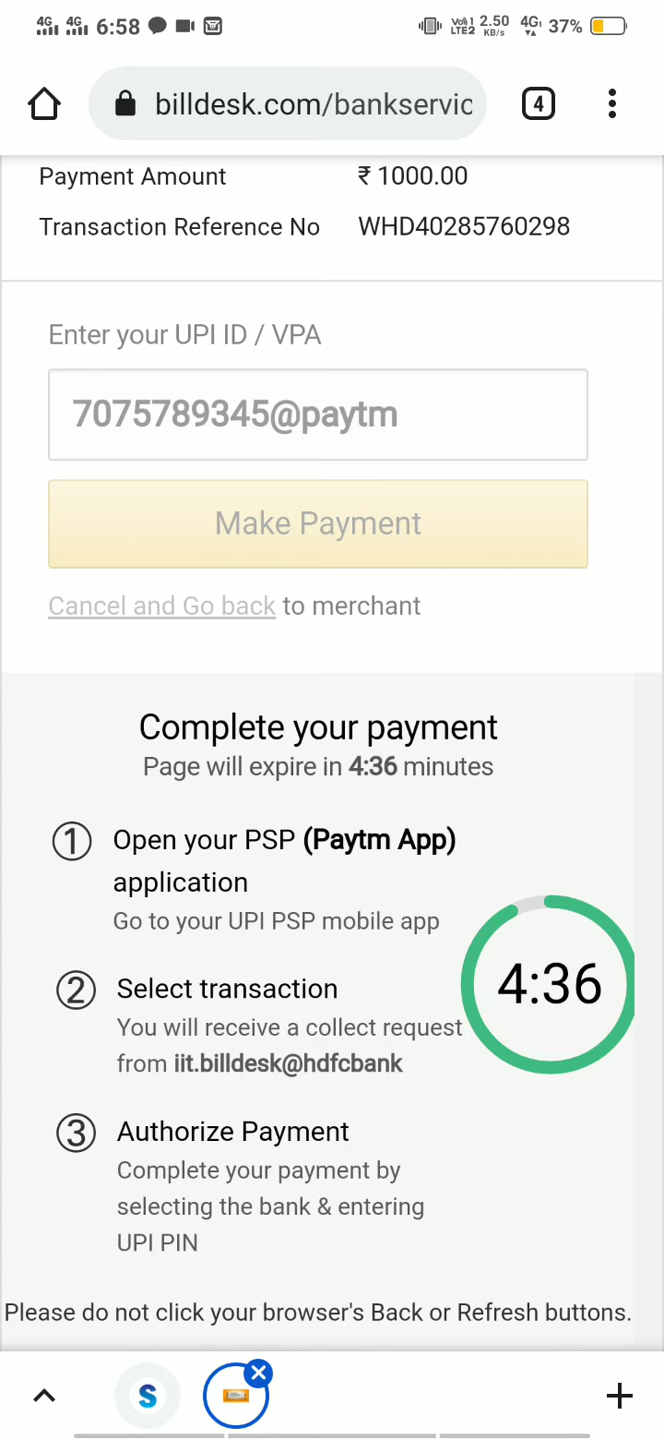 4G 4G 6:58 Vo) 1 LTE2 2.50 KB/s 4G 37%
billdesk.com/bankservic 4
Payment Amount ₹ 1000.00
Transaction Reference No WHD40285760298
Enter your UPI ID / VPA
7075789345@paytm
Make Payment
Cancel and Go back to merchant
Complete your payment
Page will expire in 4:36 minutes
1 Open your PSP (Paytm App)
application
Go to your UPI PSP mobile app
4:36
2 Select transaction
You will receive a collect request
from iit.billdesk@hdfcbank
3 Authorize Payment
Complete your payment by
selecting the bank & entering
UPI PIN
Please do not click your browser's Back or Refresh buttons.
S